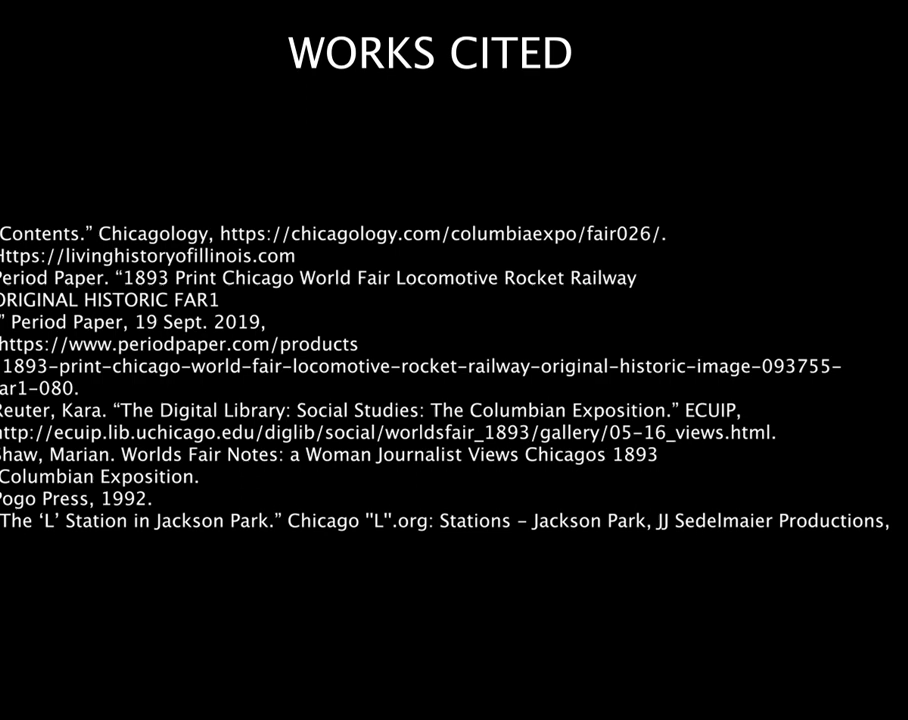 WORKS CITED
Contents.” Chicagology, https://chicagology.com/columbiaexpo/fair026/.
Https://livinghistoryofillinois.com
Period Paper. “1893 Print Chicago World Fair Locomotive Rocket Railway
ORIGINAL HISTORIC FAR1
” Period Paper, 19 Sept. 2019,
https://www.periodpaper.com/products
1893-print-chicago-world-fair-locomotive-rocket-railway-original-historic-image-093755-
ar1-080.
Reuter, Kara. “The Digital Library: Social Studies: The Columbian Exposition.” ECUIP,
http://ecuip.lib.uchicago.edu/diglib/social/worldsfair_1893/gallery/05-16_views.html.
Shaw, Marian. Worlds Fair Notes: a Woman Journalist Views Chicagos 1893
Columbian Exposition.
Pogo Press, 1992.
The ‘L’ Station in Jackson Park.” Chicago "L".org: Stations - Jackson Park, JJ Sedelmaier Productions,